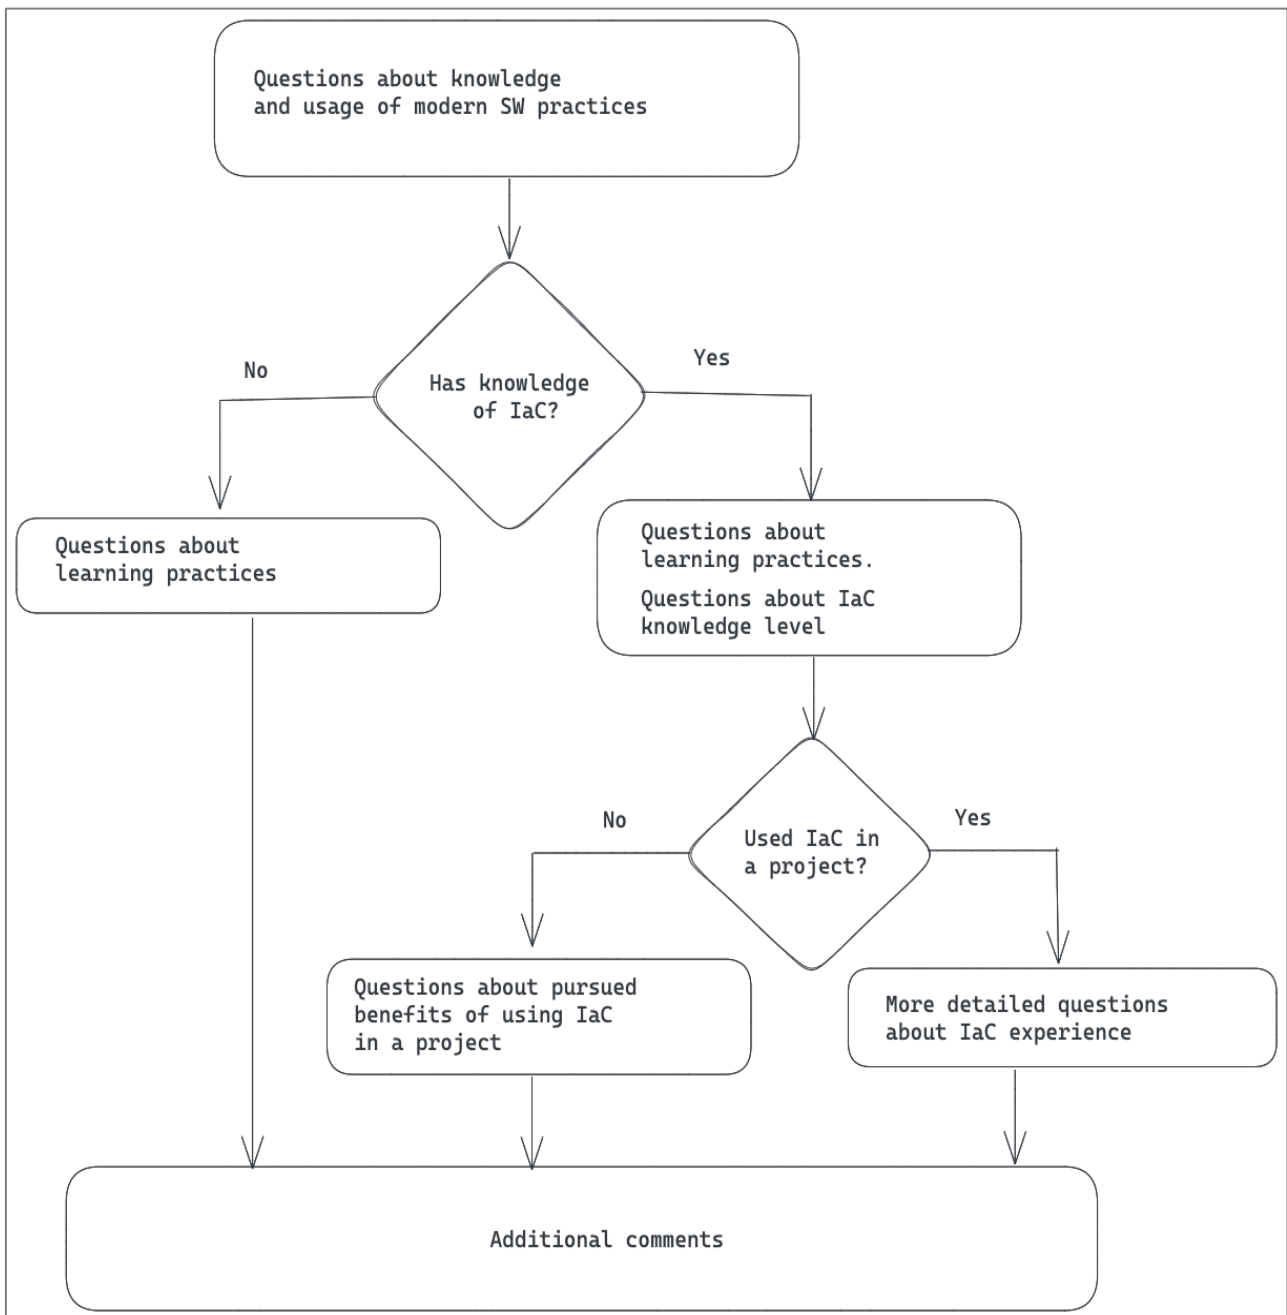 Questions about knowledge
and usage of modern SW practices
No
Yes
Has knowledge
of IaC?
Questions about
learning practices
Questions about
learning practices.
Questions about IaC
knowledge level
No
Yes
Used IaC in
a project?
Questions about pursued
benefits of using IaC
in a project
More detailed questions
about IaC experience
Additional comments